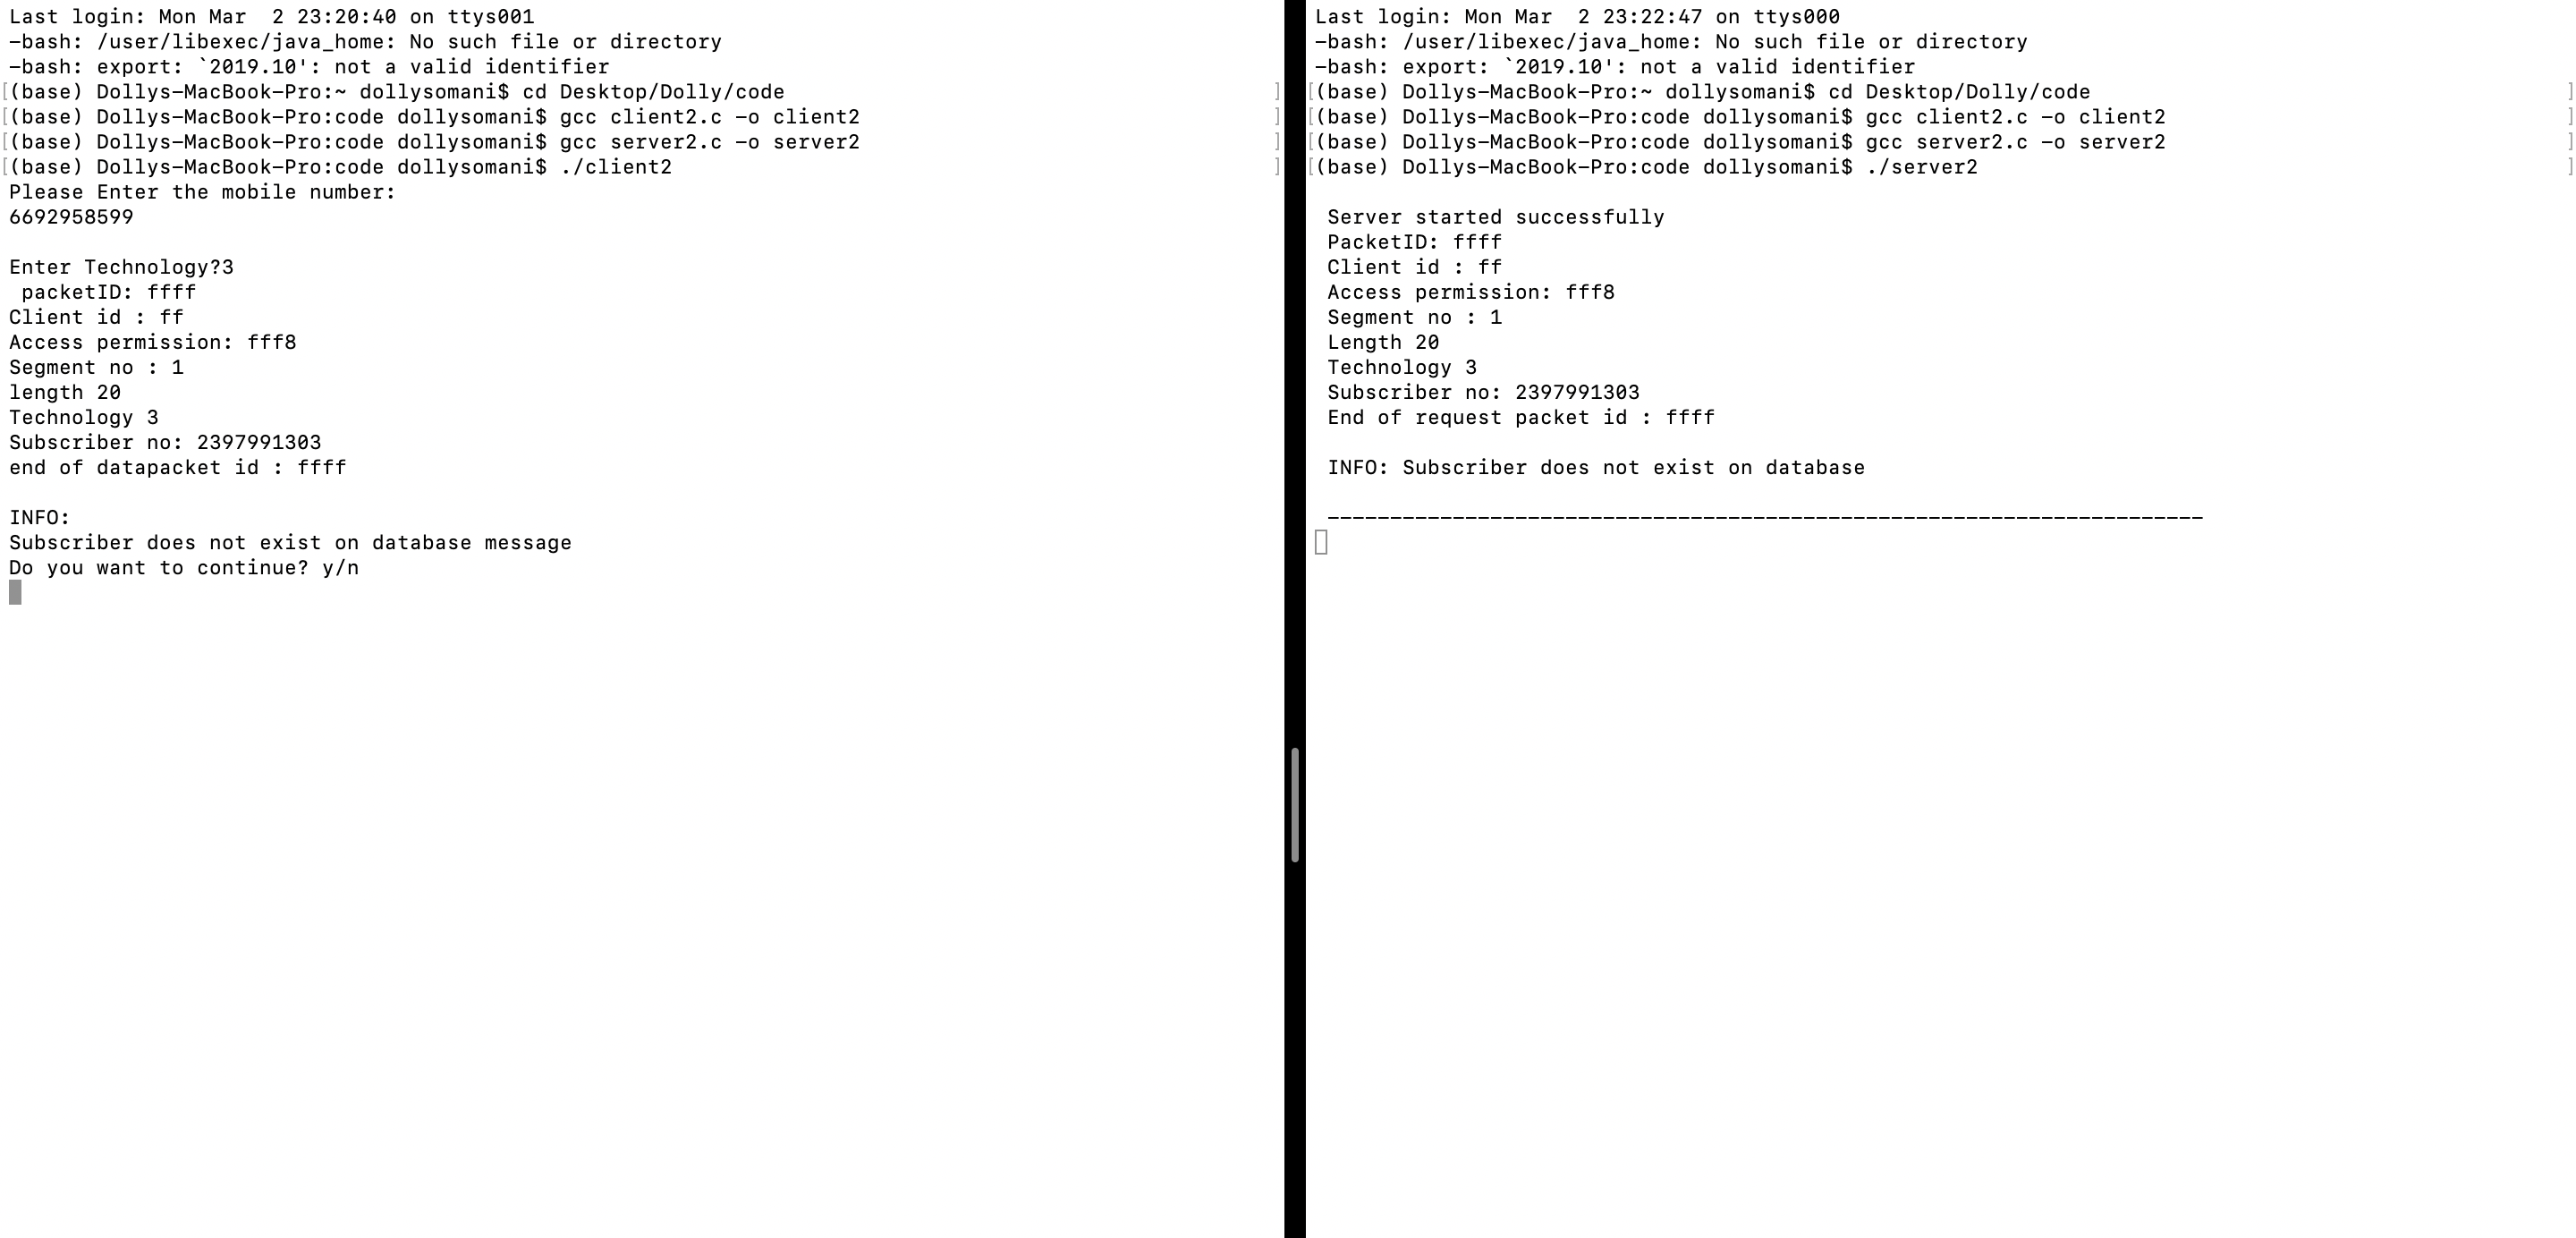 Last login: Mon Mar  2 23:20:40 on ttys001
-bash: /user/libexec/java_home: No such file or directory
-bash: export: `2019.10': not a valid identifier
[(base) Dollys-MacBook-Pro:~ dollysomani$ cd Desktop/Dolly/code ]
[(base) Dollys-MacBook-Pro:code dollysomani$ gcc client2.c -o client2 ]
[(base) Dollys-MacBook-Pro:code dollysomani$ gcc server2.c -o server2 ]
[(base) Dollys-MacBook-Pro:code dollysomani$ ./client2 ]
Please Enter the mobile number:
6692958599

Enter Technology?3
 packetID: ffff
Client id : ff
Access permission: fff8
Segment no : 1
length 20
Technology 3
Subscriber no: 2397991303
end of datapacket id : ffff

INFO:
Subscriber does not exist on database message
Do you want to continue? y/n
Last login: Mon Mar  2 23:22:47 on ttys000
-bash: /user/libexec/java_home: No such file or directory
-bash: export: `2019.10': not a valid identifier
[(base) Dollys-MacBook-Pro:~ dollysomani$ cd Desktop/Dolly/code ]
[(base) Dollys-MacBook-Pro:code dollysomani$ gcc client2.c -o client2 ]
[(base) Dollys-MacBook-Pro:code dollysomani$ gcc server2.c -o server2 ]
[(base) Dollys-MacBook-Pro:code dollysomani$ ./server2 ]

 Server started successfully
 PacketID: ffff
 Client id : ff
 Access permission: fff8
 Segment no : 1
 Length 20
 Technology 3
 Subscriber no: 2397991303
 End of request packet id : ffff

 INFO: Subscriber does not exist on database

 ----------------------------------------------------------------------